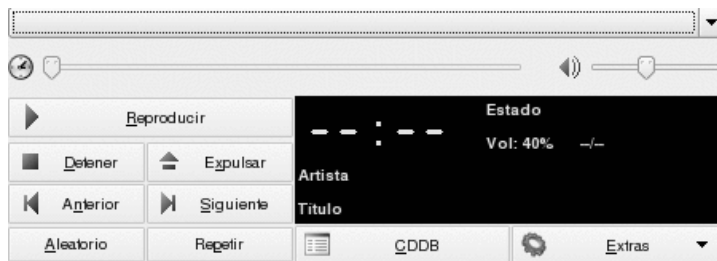 Reproducir
Detener
Expulsar
Anterior
Siguiente
Aleatorio
Repetir
-- : --
Estado
Vol: 40% --/--
Artista
Titulo
CDDB
Extras